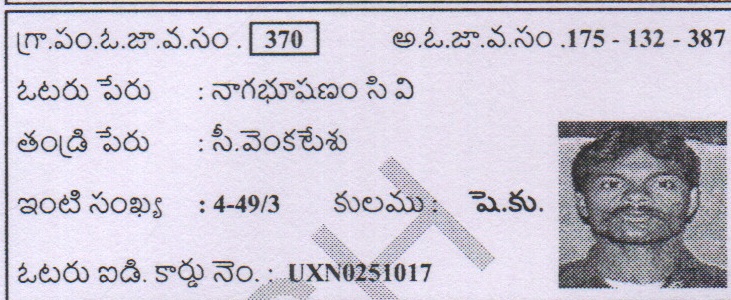 గ్రా.పం.ఓ.జా.వ.సం . 370 అ.ఓ.జా.వ.సం .175 - 132 - 387
ఓటరు పేరు : నాగభూషణం సి వి
తండ్రి పేరు : సీ.వెంకటేశు
ఇంటి సంఖ్య : 4-49/3 కులము : షె.కు.
ఓటరు ఐడి. కార్డు నెం. : UXN0251017